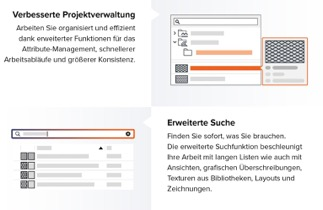 Verbesserte Projektverwaltung
Arbeiten Sie organisiert und effizient
dank erweiterter Funktionen für das
Attribute-Management, schnellerer
Arbeitsabläufe und größerer Konsistenz.
Erweiterte Suche
Finden Sie sofort, was Sie brauchen.
Die erweiterte Suchfunktion beschleunigt
Ihre Arbeit mit langen Listen wie auch mit
Ansichten, grafischen Überschreibungen,
Texturen aus Bibliotheken, Layouts und
Zeichnungen.